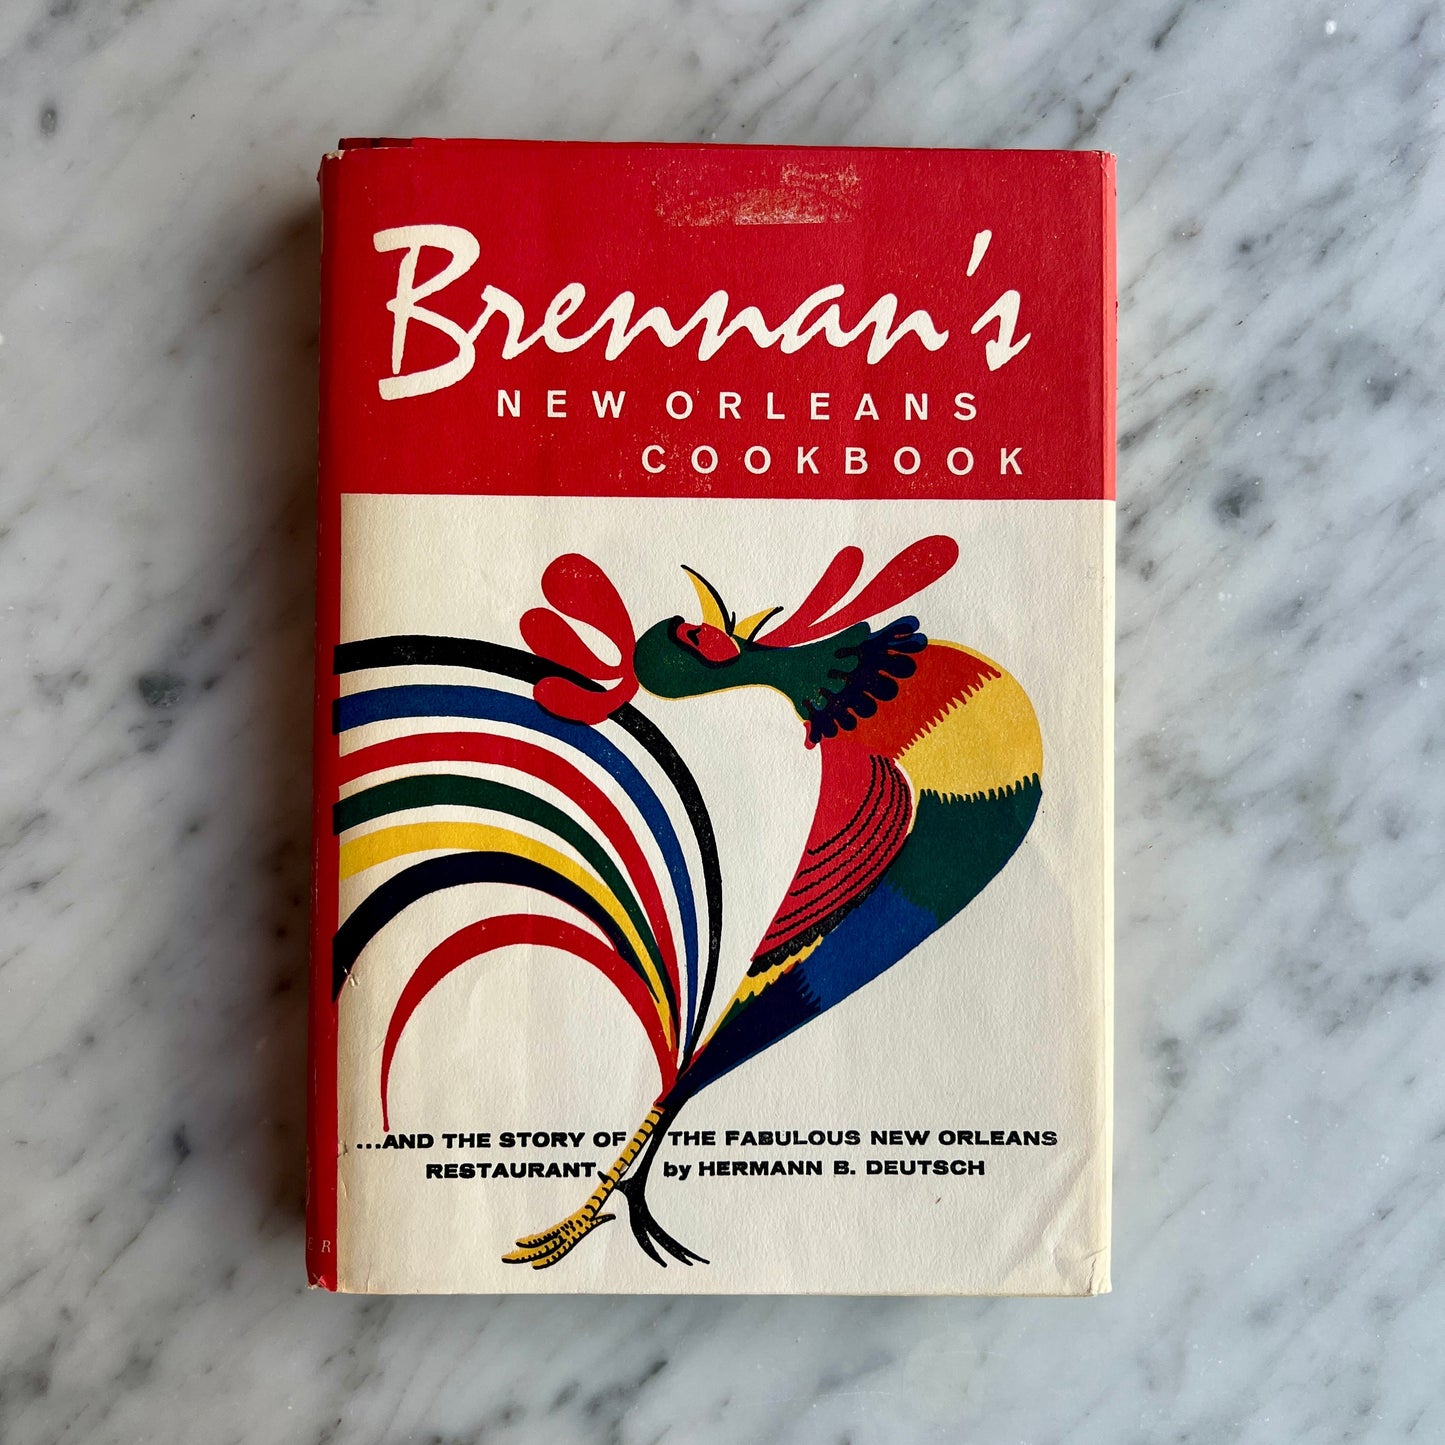 Brennan's
NEW ORLEANS
COOKBOOK
...AND THE STORY OF THE FABULOUS NEW ORLEANS
RESTAURANT by HERMANN B. DEUTSCH
E R